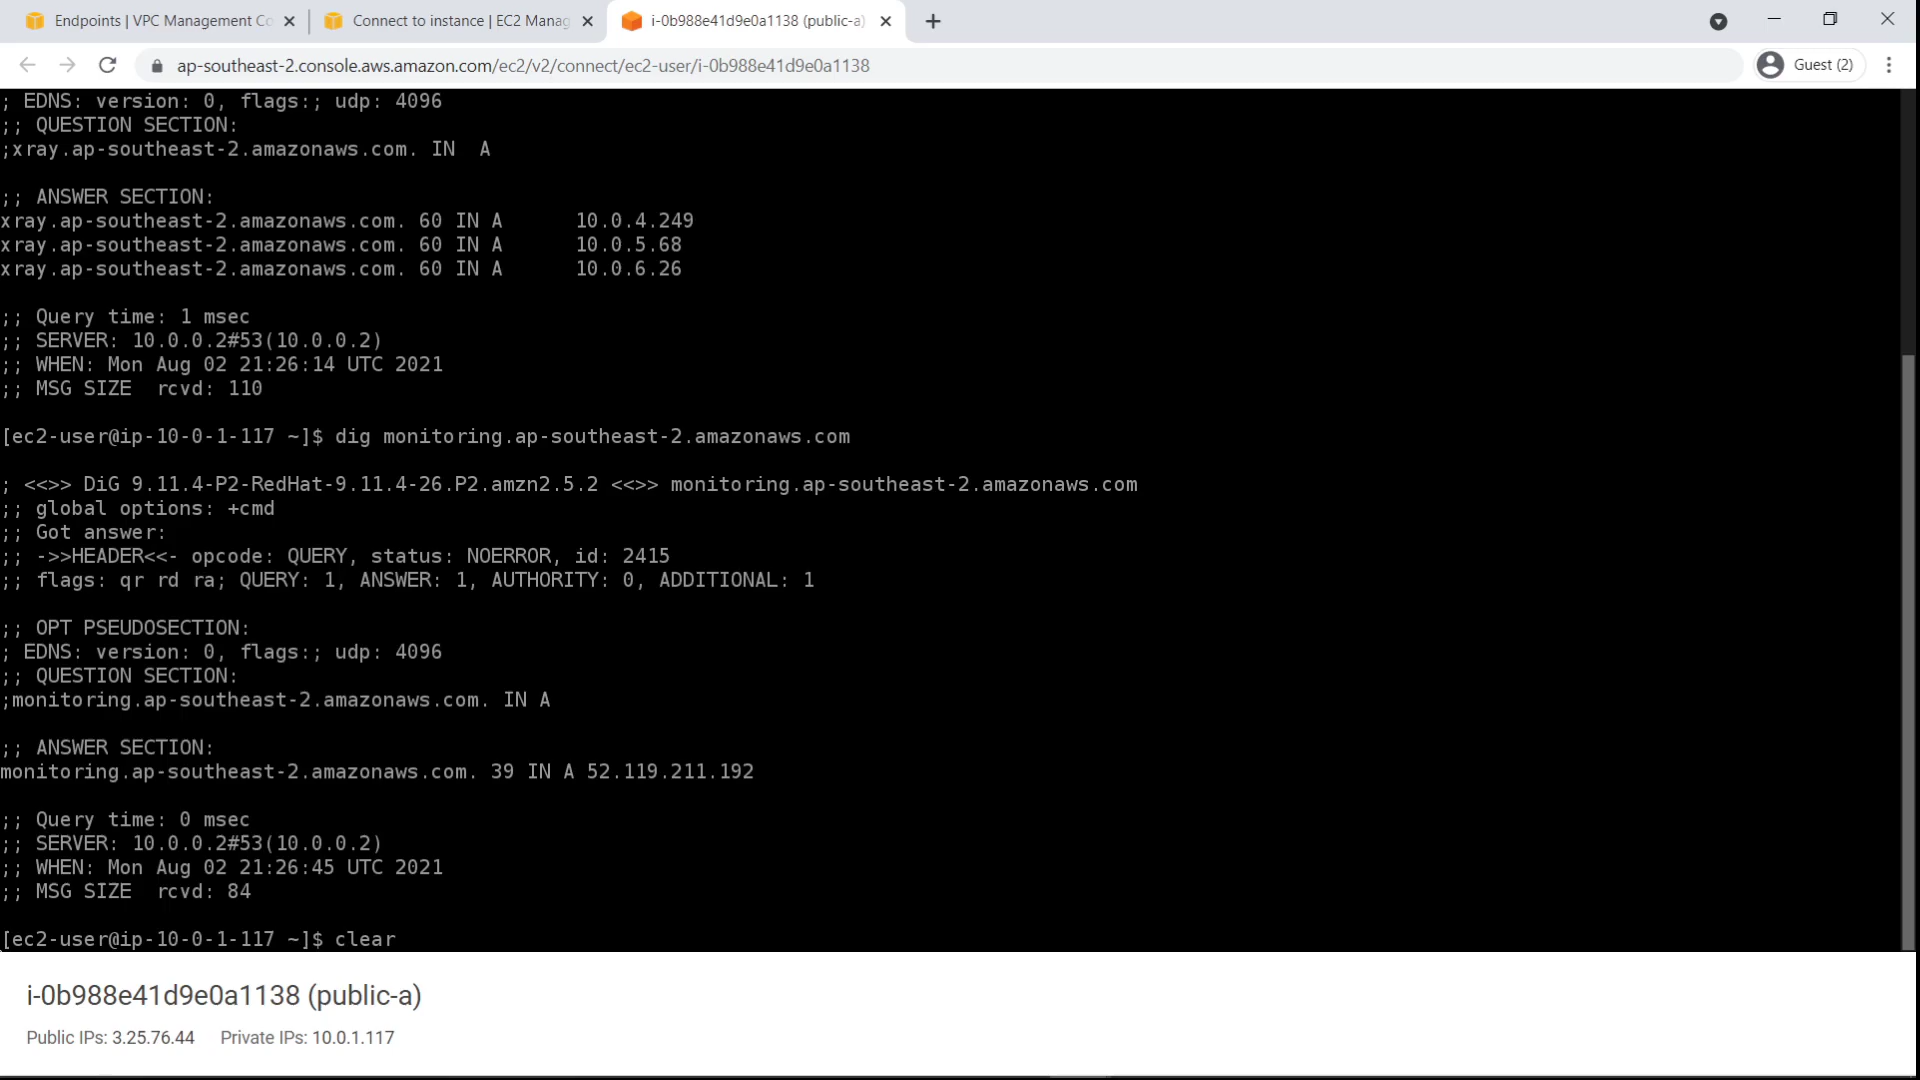 Endpoints | VPC Management Co
Connect to instance | EC2 Manag
i-0b988e41d9e0a1138 (public-a)
ap-southeast-2.console.aws.amazon.com/ec2/v2/connect/ec2-user/i-0b988e41d9e0a1138
Guest (2)
; EDNS: version: 0, flags:; udp: 4096
;; QUESTION SECTION:
;xray.ap-southeast-2.amazonaws.com. IN  A
;; ANSWER SECTION:
xray.ap-southeast-2.amazonaws.com. 60 IN A      10.0.4.249
xray.ap-southeast-2.amazonaws.com. 60 IN A      10.0.5.68
xray.ap-southeast-2.amazonaws.com. 60 IN A      10.0.6.26
;; Query time: 1 msec
;; SERVER: 10.0.0.2#53(10.0.0.2)
;; WHEN: Mon Aug 02 21:26:14 UTC 2021
;; MSG SIZE  rcvd: 110
[ec2-user@ip-10-0-1-117 ~]$ dig monitoring.ap-southeast-2.amazonaws.com
; <<>> DiG 9.11.4-P2-RedHat-9.11.4-26.P2.amzn2.5.2 <<>> monitoring.ap-southeast-2.amazonaws.com
;; global options: +cmd
;; Got answer:
;; ->>HEADER<<- opcode: QUERY, status: NOERROR, id: 2415
;; flags: qr rd ra; QUERY: 1, ANSWER: 1, AUTHORITY: 0, ADDITIONAL: 1
;; OPT PSEUDOSECTION:
; EDNS: version: 0, flags:; udp: 4096
;; QUESTION SECTION:
;monitoring.ap-southeast-2.amazonaws.com. IN A
;; ANSWER SECTION:
monitoring.ap-southeast-2.amazonaws.com. 39 IN A 52.119.211.192
;; Query time: 0 msec
;; SERVER: 10.0.0.2#53(10.0.0.2)
;; WHEN: Mon Aug 02 21:26:45 UTC 2021
;; MSG SIZE  rcvd: 84
[ec2-user@ip-10-0-1-117 ~]$ clear
i-0b988e41d9e0a1138 (public-a)
Public IPs: 3.25.76.44 Private IPs: 10.0.1.117